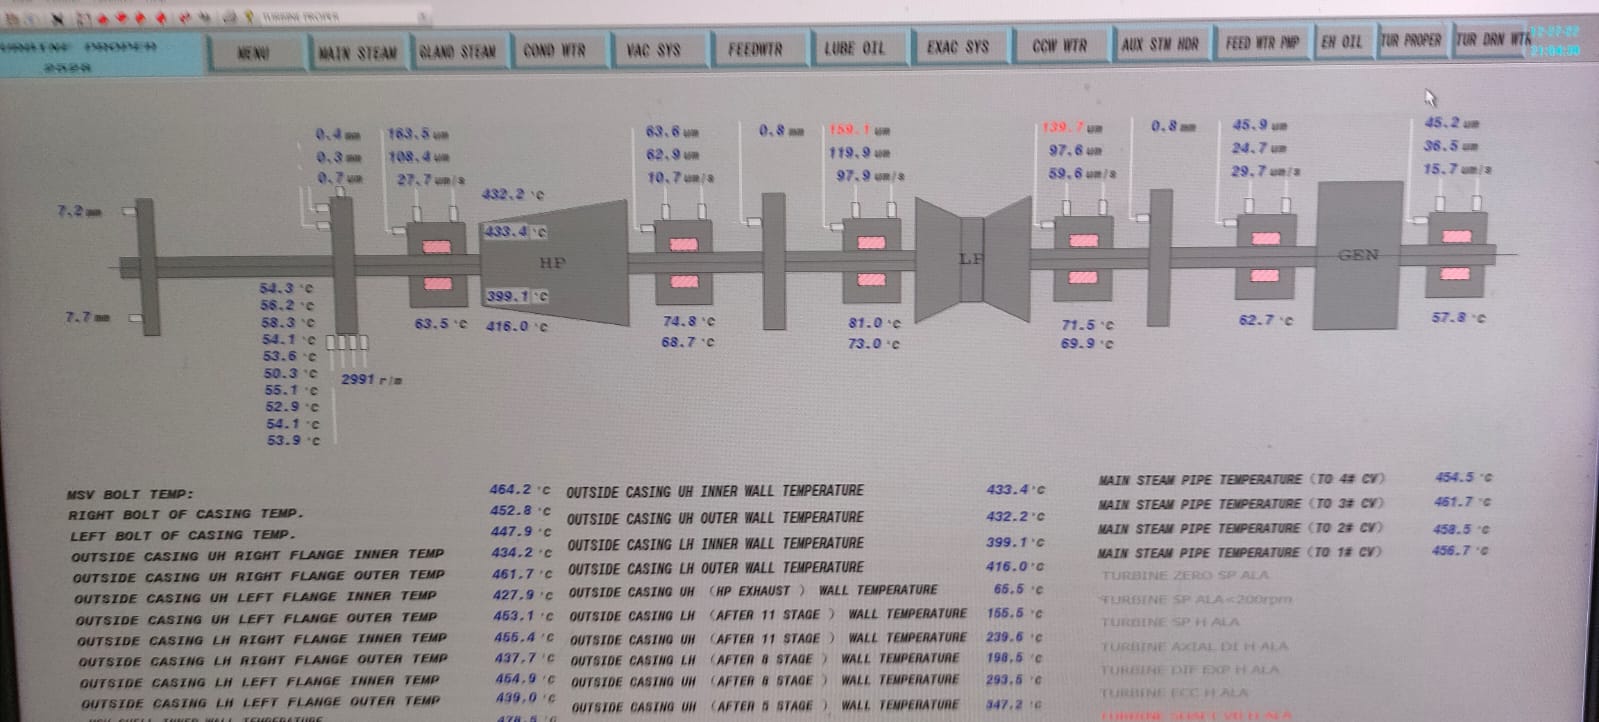 TURBINE PROPER
MENU
MAIN STEAM
GLAND STEAM
COND WTR
VAC SYS
FEEDWTR
LUBE OIL
EXAC SYS
CCW WTR
AUX STM HDR
FEED WTR PMP
EH OIL
TUR PROPER
TUR DRN WT
0.4 mm
0.3 mm
0.7 um
163.5 um
108.4 um
27.7 um/s
63.6 um
62.9 um
10.7 um/s
0.8 mm
159.1 um
119.9 um
97.9 um/s
139.7 um
97.6 um
59.6 um/s
0.8 mm
45.9 um
24.7 um
29.7 um/s
45.2 um
36.5 um
15.7 um/s
7.2 mm
432.2 °C
433.4 °C
HP
LP
GEN
399.1 °C
416.0 °C
7.7 mm
54.3 °C
56.2 °C
58.3 °C
54.1 °C
53.6 °C
50.3 °C
55.1 °C
52.9 °C
54.1 °C
53.9 °C
2991 r/m
63.5 °C
74.8 °C
68.7 °C
81.0 °C
73.0 °C
71.5 °C
69.9 °C
62.7 °C
57.8 °C
MSV BOLT TEMP: 464.2 °C
RIGHT BOLT OF CASING TEMP. 452.8 °C
LEFT BOLT OF CASING TEMP. 447.9 °C
OUTSIDE CASING UH RIGHT FLANGE INNER TEMP 434.2 °C
OUTSIDE CASING UH RIGHT FLANGE OUTER TEMP 461.7 °C
OUTSIDE CASING UH LEFT FLANGE INNER TEMP 427.9 °C
OUTSIDE CASING UH LEFT FLANGE OUTER TEMP 453.1 °C
OUTSIDE CASING LH RIGHT FLANGE INNER TEMP 455.4 °C
OUTSIDE CASING LH RIGHT FLANGE OUTER TEMP 437.7 °C
OUTSIDE CASING LH LEFT FLANGE INNER TEMP 454.9 °C
OUTSIDE CASING LH LEFT FLANGE OUTER TEMP 439.0 °C
OUTSIDE CASING UH INNER WALL TEMPERATURE 433.4 °C
OUTSIDE CASING UH OUTER WALL TEMPERATURE 432.2 °C
OUTSIDE CASING LH INNER WALL TEMPERATURE 399.1 °C
OUTSIDE CASING LH OUTER WALL TEMPERATURE 416.0 °C
OUTSIDE CASING UH (HP EXHAUST ) WALL TEMPERATURE 65.5 °C
OUTSIDE CASING LH (AFTER 11 STAGE ) WALL TEMPERATURE 155.5 °C
OUTSIDE CASING UH (AFTER 11 STAGE ) WALL TEMPERATURE 239.6 °C
OUTSIDE CASING LH (AFTER 8 STAGE ) WALL TEMPERATURE 198.5 °C
OUTSIDE CASING UH (AFTER 8 STAGE ) WALL TEMPERATURE 293.5 °C
OUTSIDE CASING UH (AFTER 5 STAGE ) WALL TEMPERATURE 347.2 °C
MAIN STEAM PIPE TEMPERATURE (TO 4# CV) 454.5 °C
MAIN STEAM PIPE TEMPERATURE (TO 3# CV) 461.7 °C
MAIN STEAM PIPE TEMPERATURE (TO 2# CV) 458.5 °C
MAIN STEAM PIPE TEMPERATURE (TO 1# CV) 456.7 °C
TURBINE ZERO SP ALA
TURBINE SP ALA<200rpm
TURBINE SP H ALA
TURBINE AXIAL DI H ALA
TURBINE DIF EXP H ALA
TURBINE ECC H ALA